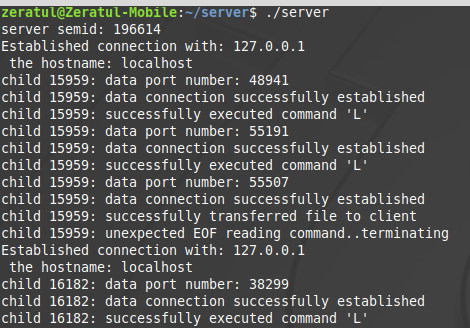 zeratul@Zeratul-Mobile:~/server$ ./server
server semid: 196614
Established connection with: 127.0.0.1
 the hostname: localhost
child 15959: data port number: 48941
child 15959: data connection successfully established
child 15959: successfully executed command 'L'
child 15959: data port number: 55191
child 15959: data connection successfully established
child 15959: successfully executed command 'L'
child 15959: data port number: 55507
child 15959: data connection successfully established
child 15959: successfully transferred file to client
child 15959: unexpected EOF reading command..terminating
Established connection with: 127.0.0.1
 the hostname: localhost
child 16182: data port number: 38299
child 16182: data connection successfully established
child 16182: successfully executed command 'L'